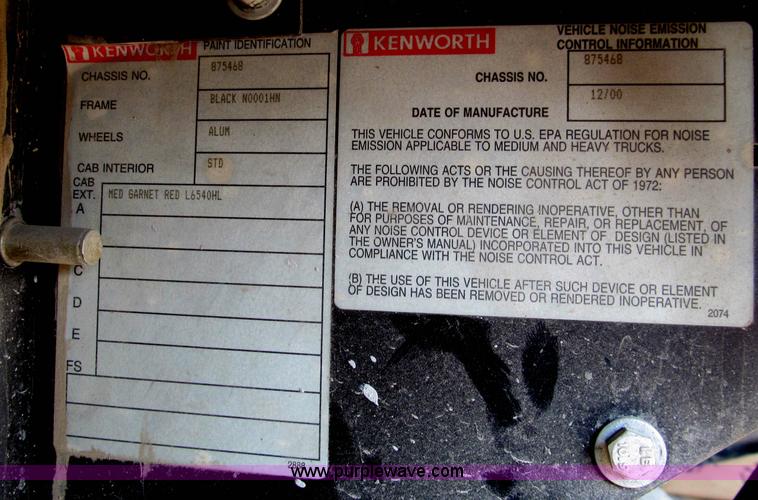 KENWORTH PAINT IDENTIFICATION
CHASSIS NO. 875468
FRAME BLACK N0001HN
WHEELS ALUM
CAB INTERIOR STD
CAB
EXT.
A MED GARNET RED L6540HL
C
D
E
FS
2888
KENWORTH VEHICLE NOISE EMISSION
CONTROL INFORMATION
CHASSIS NO. 875468
DATE OF MANUFACTURE 12/00
THIS VEHICLE CONFORMS TO U.S. EPA REGULATION FOR NOISE
EMISSION APPLICABLE TO MEDIUM AND HEAVY TRUCKS.
THE FOLLOWING ACTS OR THE CAUSING THEREOF BY ANY PERSON
ARE PROHIBITED BY THE NOISE CONTROL ACT OF 1972:
(A) THE REMOVAL OR RENDERING INOPERATIVE, OTHER THAN
FOR PURPOSES OF MAINTENANCE, REPAIR, OR REPLACEMENT, OF
ANY NOISE CONTROL DEVICE OR ELEMENT OF DESIGN (LISTED IN
THE OWNER'S MANUAL) INCORPORATED INTO THIS VEHICLE IN
COMPLIANCE WITH THE NOISE CONTROL ACT.
(B) THE USE OF THIS VEHICLE AFTER SUCH DEVICE OR ELEMENT
OF DESIGN HAS BEEN REMOVED OR RENDERED INOPERATIVE.
2074
www.purplewave.com